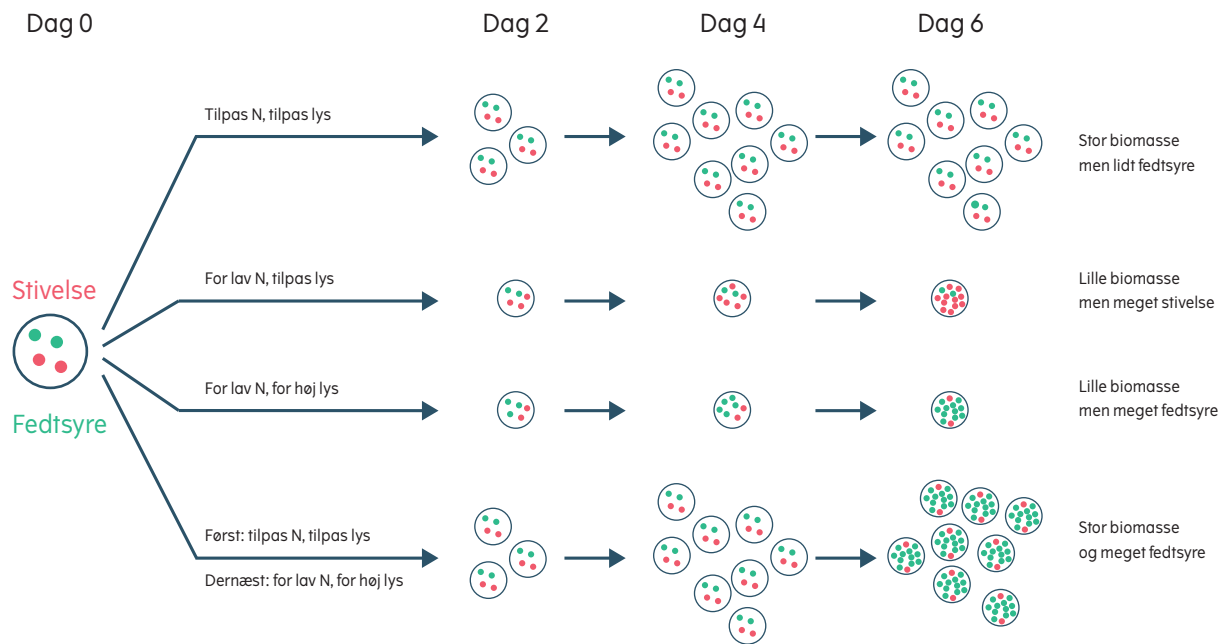 Dag 0
Dag 2
Dag 4
Dag 6
Tilpas N, tilpas lys
Stor biomasse
men lidt fedtsyre
Stivelse
Fedtsyre
For lav N, tilpas lys
Lille biomasse
men meget stivelse
For lav N, for høj lys
Lille biomasse
men meget fedtsyre
Først: tilpas N, tilpas lys
Dernæst: for lav N, for høj lys
Stor biomasse
og meget fedtsyre